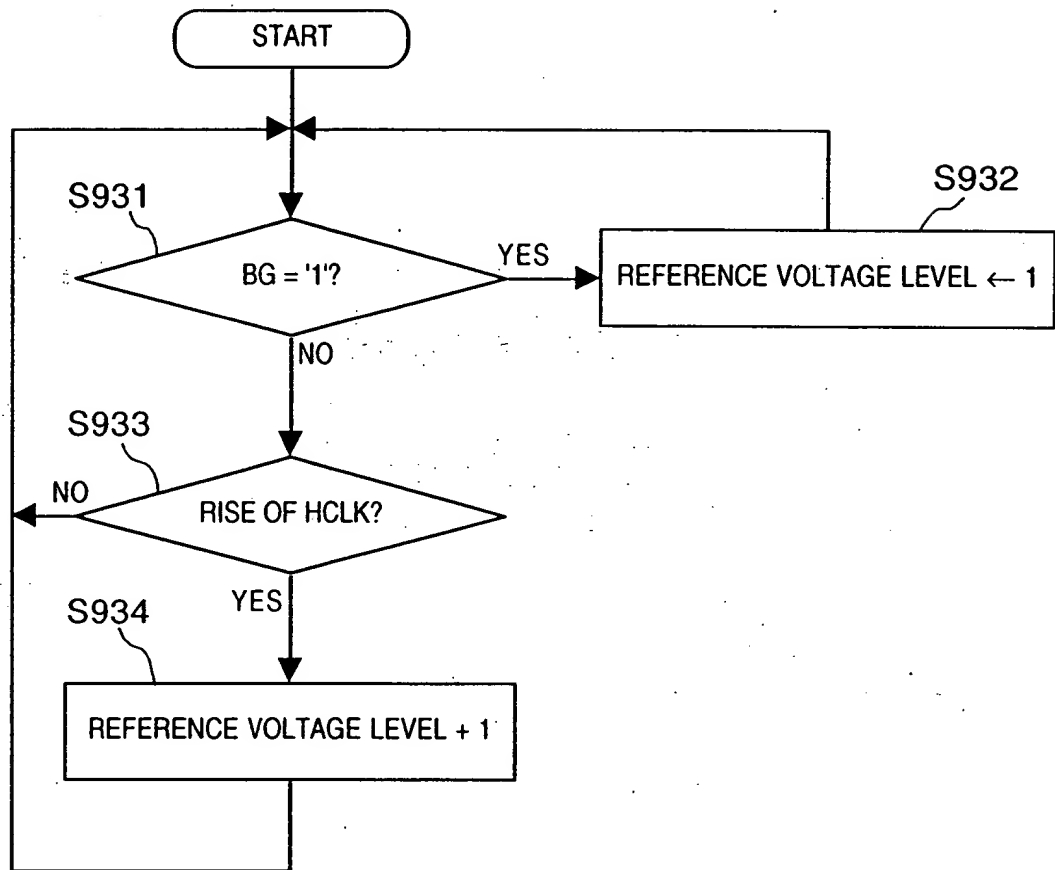 START
S931
BG = '1'?
YES
S932
REFERENCE VOLTAGE LEVEL ← 1
NO
S933
NO
RISE OF HCLK?
YES
S934
REFERENCE VOLTAGE LEVEL + 1